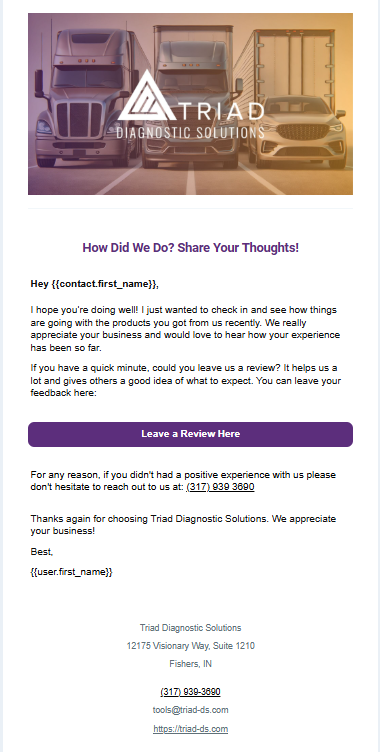 TRIAD
DIAGNOSTIC SOLUTIONS
How Did We Do? Share Your Thoughts!
Hey {{contact.first_name}},
I hope you're doing well! I just wanted to check in and see how things
are going with the products you got from us recently. We really
appreciate your business and would love to hear how your experience
has been so far.
If you have a quick minute, could you leave us a review? It helps us a
lot and gives others a good idea of what to expect. You can leave your
feedback here:
Leave a Review Here
For any reason, if you didn't had a positive experience with us please
don't hesitate to reach out to us at: (317) 939 3690
Thanks again for choosing Triad Diagnostic Solutions. We appreciate
your business!
Best,
{{user.first_name}}
Triad Diagnostic Solutions
12175 Visionary Way, Suite 1210
Fishers, IN
(317) 939-3690
tools@triad-ds.com
https://triad-ds.com